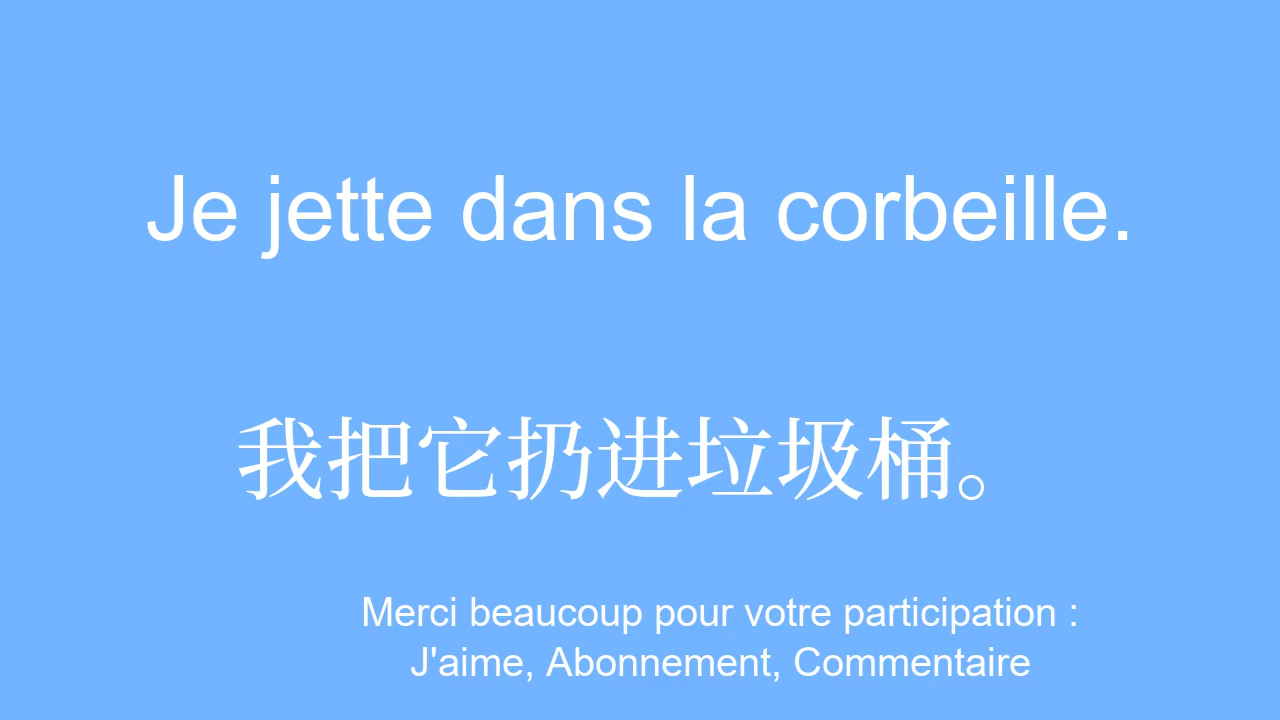 Je jette dans la corbeille.
我把它扔进垃圾桶。
Merci beaucoup pour votre participation :
J'aime, Abonnement, Commentaire